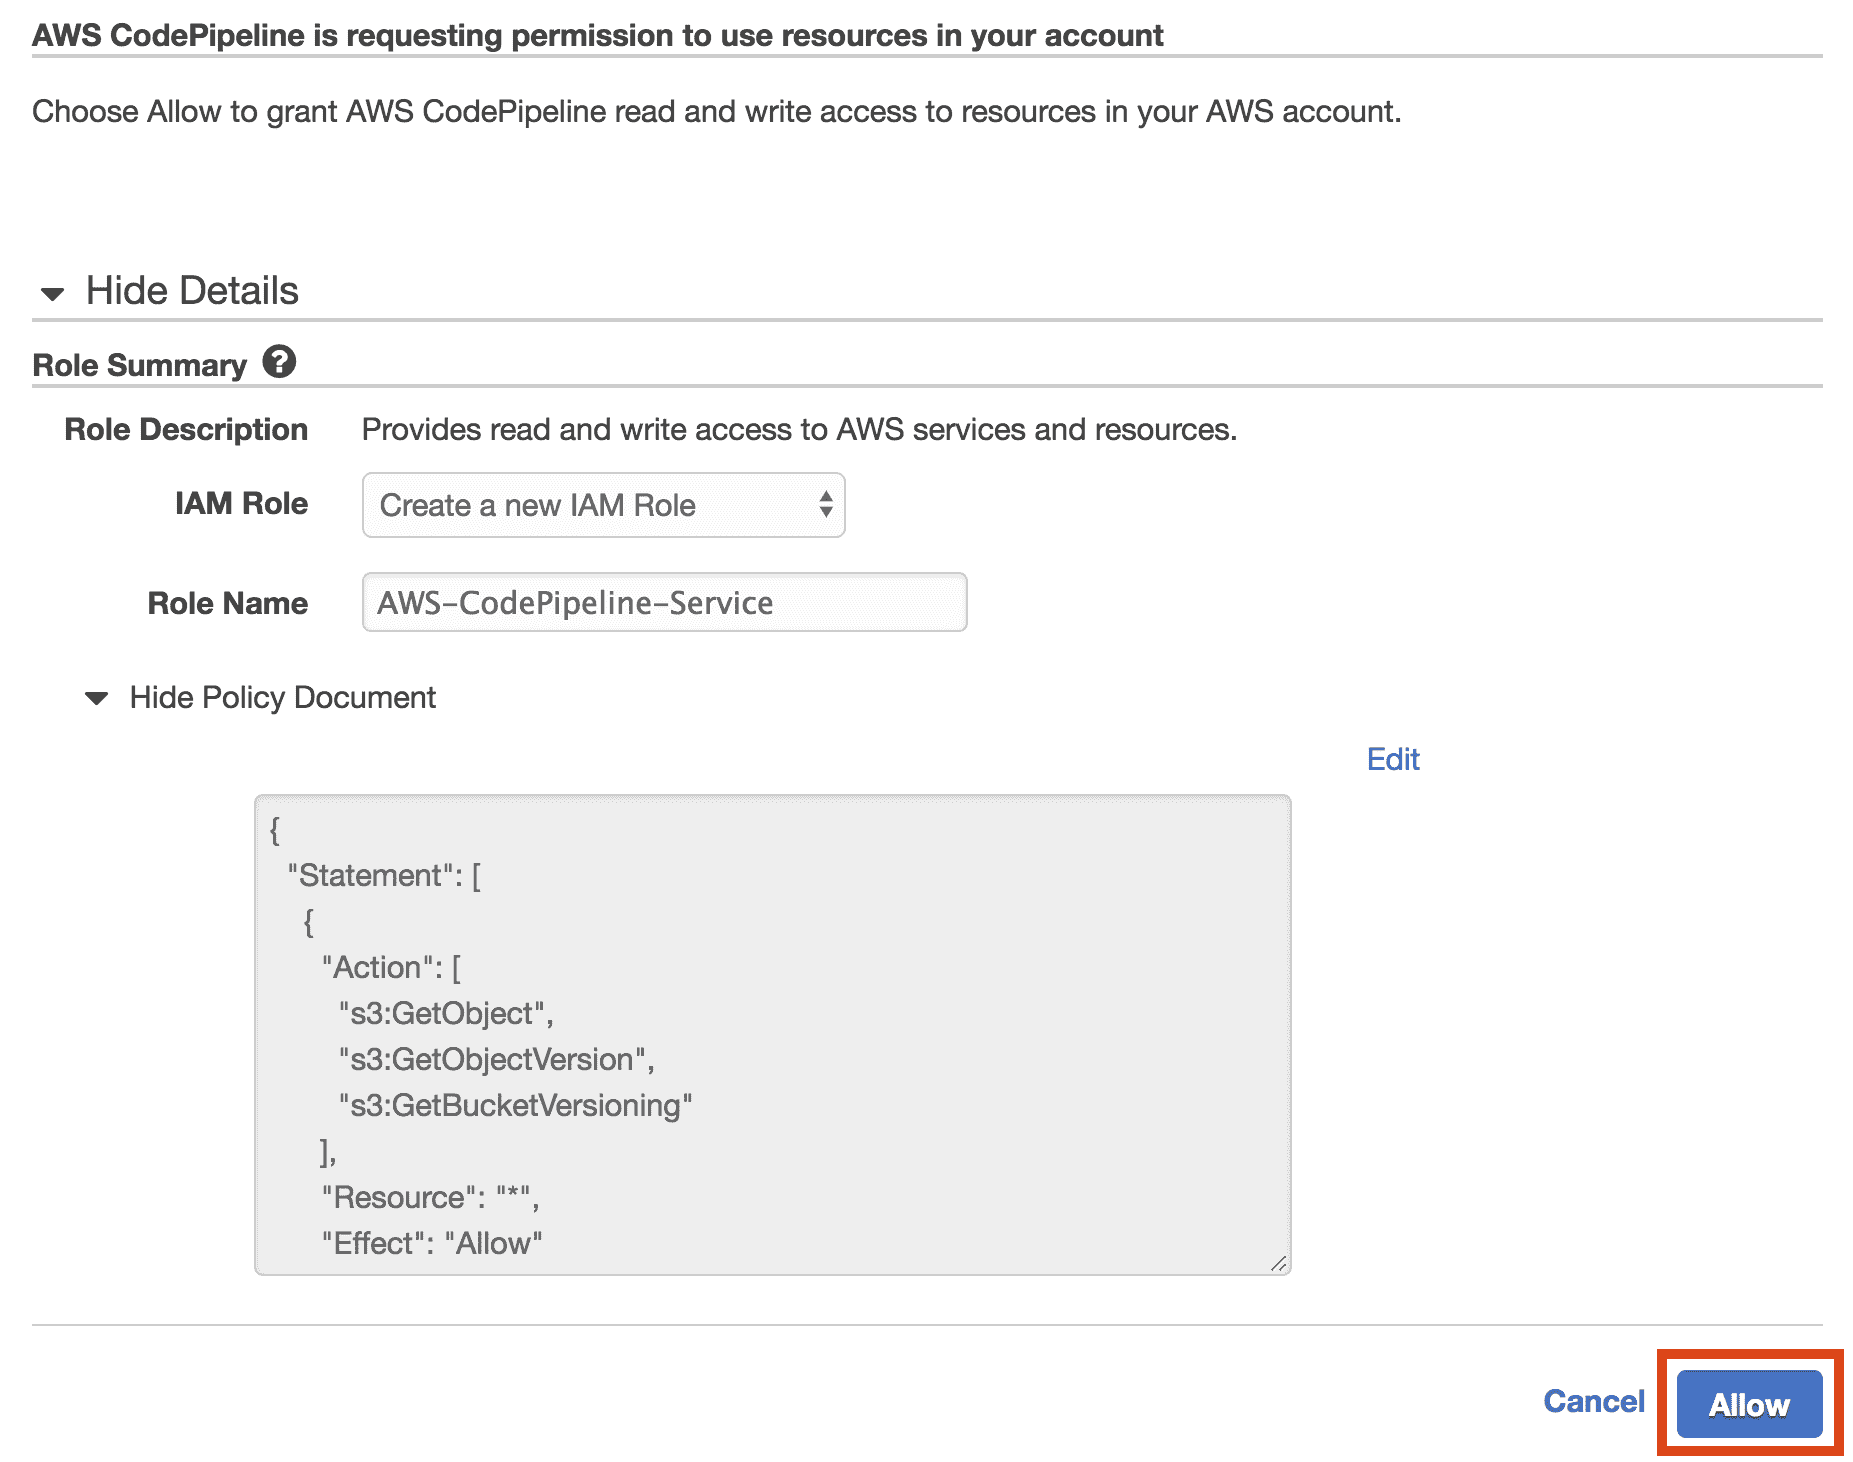 AWS CodePipeline is requesting permission to use resources in your account
Choose Allow to grant AWS CodePipeline read and write access to resources in your AWS account.
Hide Details
Role Summary ?
Role Description Provides read and write access to AWS services and resources.
IAM Role Create a new IAM Role
Role Name AWS-CodePipeline-Service
Hide Policy Document
Edit
{
"Statement": [
{
"Action": [
"s3:GetObject",
"s3:GetObjectVersion",
"s3:GetBucketVersioning"
],
"Resource": "*",
"Effect": "Allow"
Cancel Allow